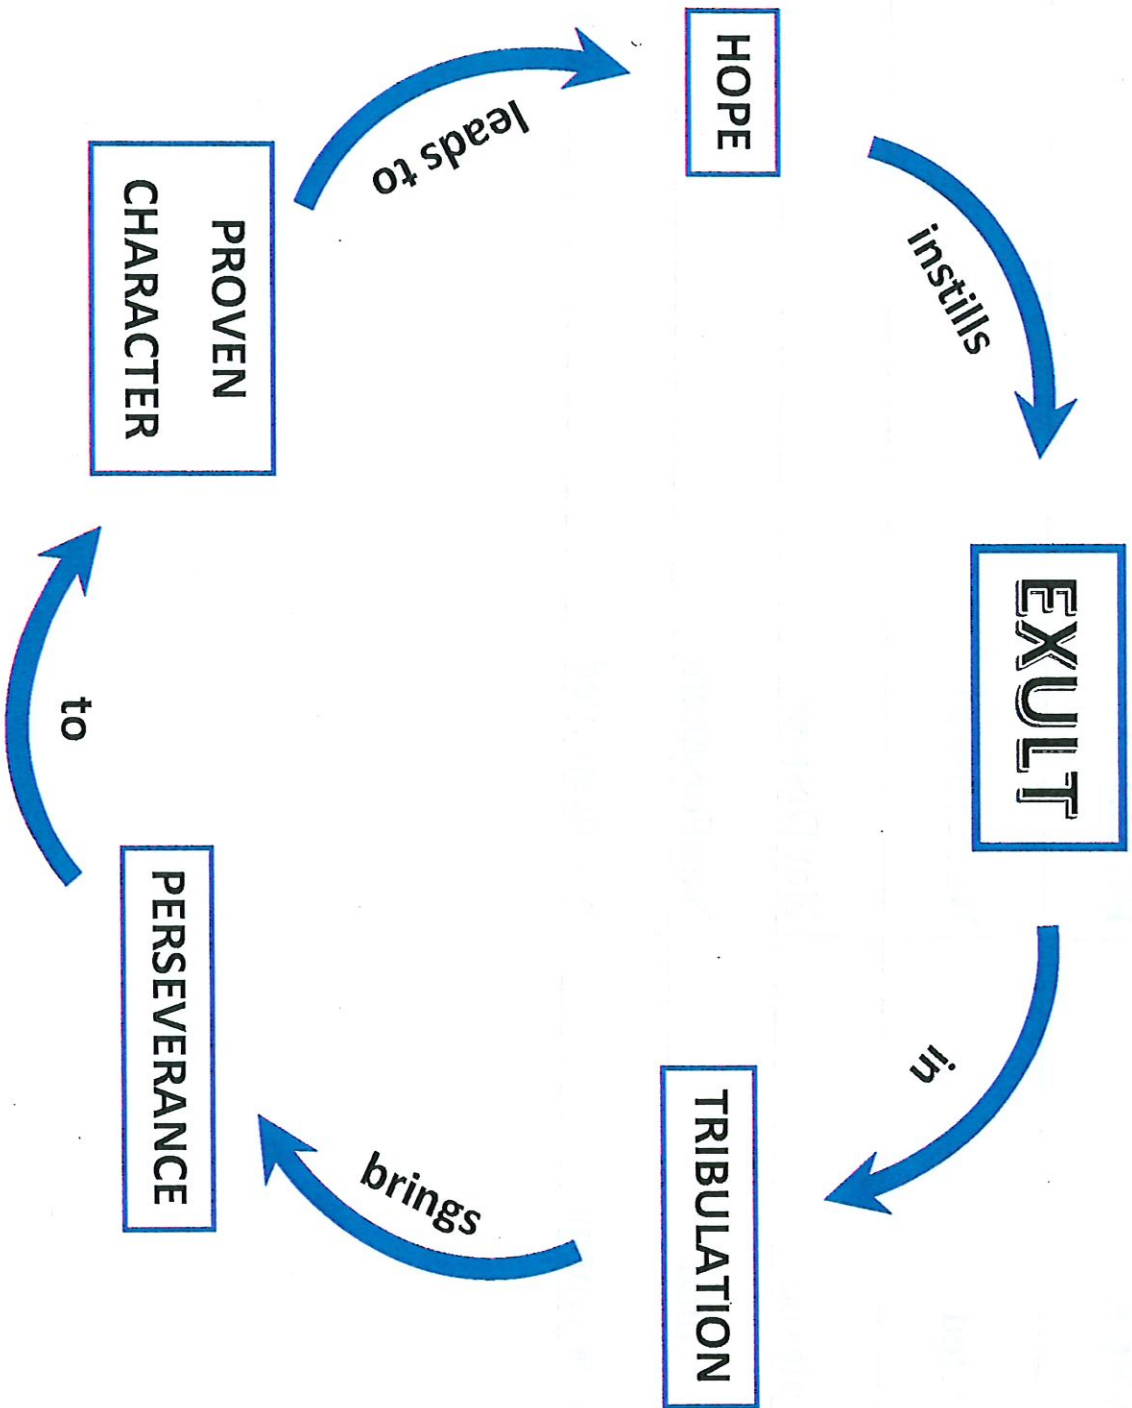 EXULT
in
TRIBULATION
brings
PERSEVERANCE
to
PROVEN
CHARACTER
leads to
HOPE
instills